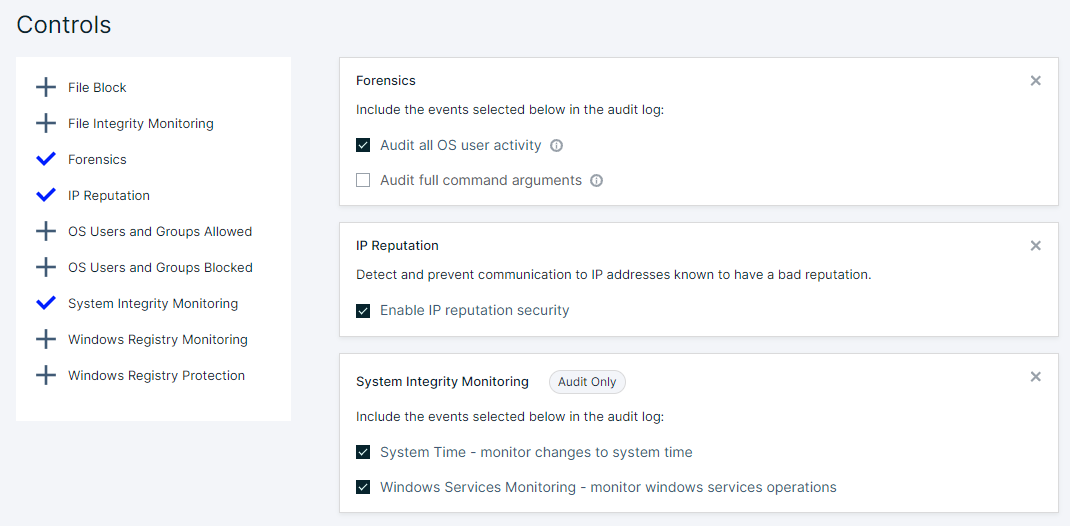 Controls
File Block
File Integrity Monitoring
Forensics
IP Reputation
OS Users and Groups Allowed
OS Users and Groups Blocked
System Integrity Monitoring
Windows Registry Monitoring
Windows Registry Protection
Forensics
Include the events selected below in the audit log:
Audit all OS user activity
Audit full command arguments
IP Reputation
Detect and prevent communication to IP addresses known to have a bad reputation.
Enable IP reputation security
System Integrity Monitoring Audit Only
Include the events selected below in the audit log:
System Time - monitor changes to system time
Windows Services Monitoring - monitor windows services operations